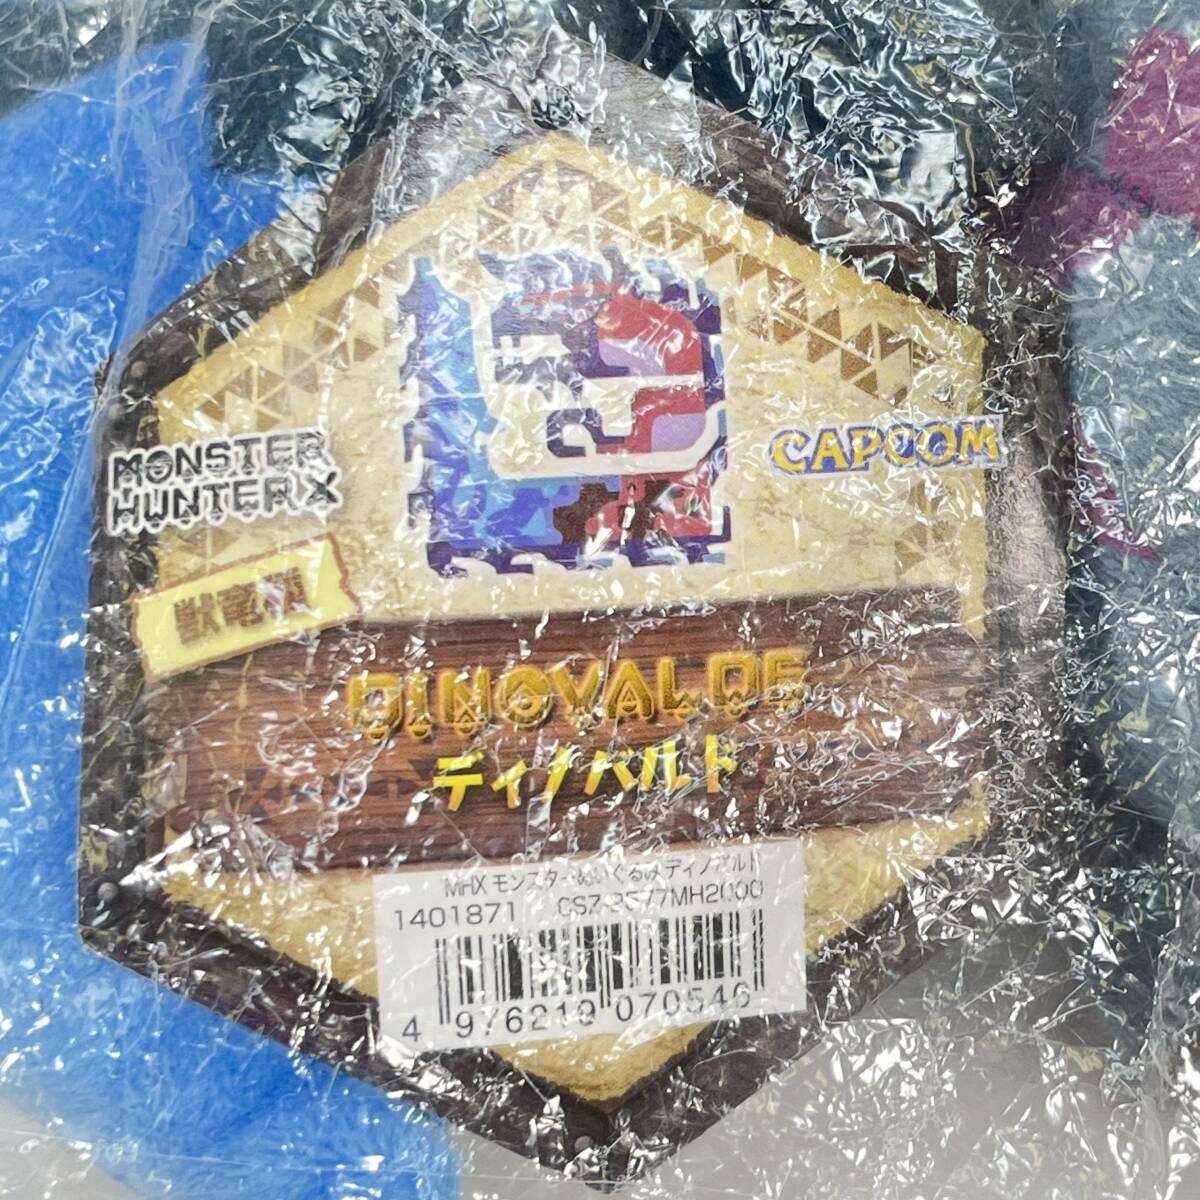 MONSTER
HUNTER X
CAPCOM
獣竜種
DINOVALDE
ディノバルド
MHX モンスターぬいぐるみ ディノバルド
1401871
4 976219 070546